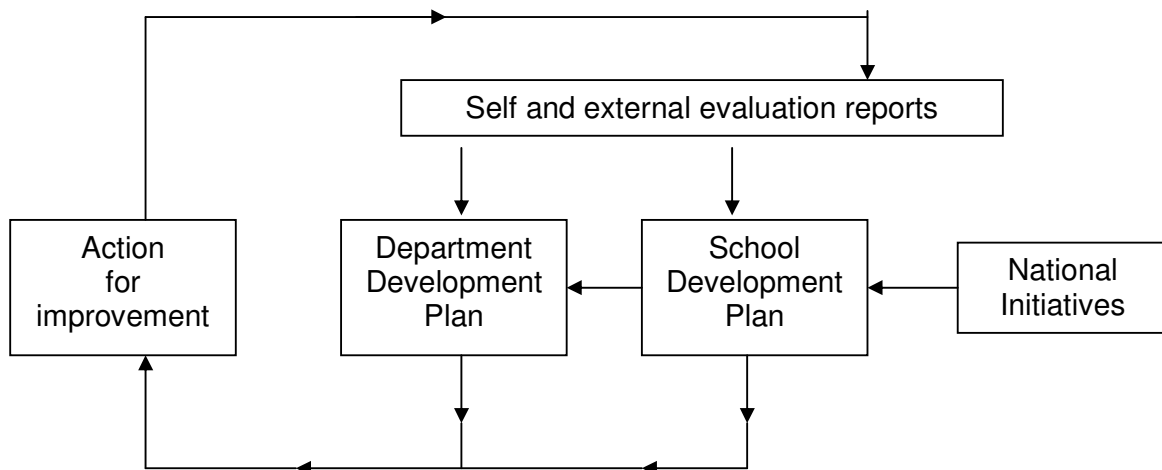 Self and external evaluation reports
Action
for
improvement
Department
Development
Plan
School
Development
Plan
National
Initiatives